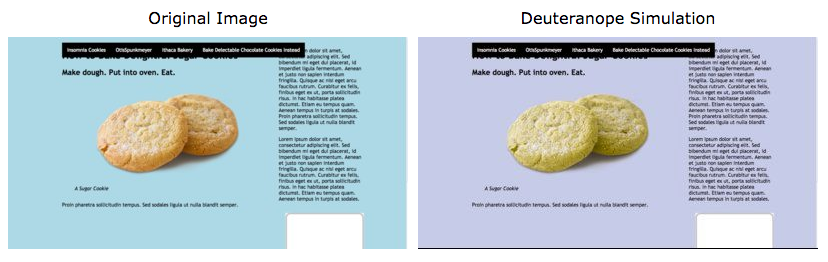 Original Image
Insomnia Cookies OtisSpunkmeyer Ithaca Bakery Bake Delectable Chocolate Cookies Instead
Sugar Cookies
Make dough. Put into oven. Eat.
A Sugar Cookie
Proin pharetra sollicitudin tempus. Sed sodales ligula ut nulla blandit semper.
dolor sit amet,
adipiscing elit. Sed
bibendum mi eget dui placerat, id
imperdiet ligula fermentum. Aenean
et justo non sapien interdum
fringilla. Quisque ac nisl eget arcu
faucibus rutrum. Curabitur ex felis,
finibus eget ex ut, porta sollicitudin
risus. In hac habitasse platea
dictumst. Etiam eu tempus quam.
Aenean tempus in turpis at sodales.
Proin pharetra sollicitudin tempus.
Sed sodales ligula ut nulla blandit
semper.
Lorem ipsum dolor sit amet,
consectetur adipiscing elit. Sed
bibendum mi eget dui placerat, id
imperdiet ligula fermentum. Aenean
et justo non sapien interdum
fringilla. Quisque ac nisl eget arcu
faucibus rutrum. Curabitur ex felis,
finibus eget ex ut, porta sollicitudin
risus. In hac habitasse platea
dictumst. Etiam eu tempus quam.
Aenean tempus in turpis at sodales.
Deuteranope Simulation
Insomnia Cookies OtisSpunkmeyer Ithaca Bakery Bake Delectable Chocolate Cookies Instead
Sugar Cookies
Make dough. Put into oven. Eat.
A Sugar Cookie
Proin pharetra sollicitudin tempus. Sed sodales ligula ut nulla blandit semper.
dolor sit amet,
adipiscing elit. Sed
bibendum mi eget dui placerat, id
imperdiet ligula fermentum. Aenean
et justo non sapien interdum
fringilla. Quisque ac nisl eget arcu
faucibus rutrum. Curabitur ex felis,
finibus eget ex ut, porta sollicitudin
risus. In hac habitasse platea
dictumst. Etiam eu tempus quam.
Aenean tempus in turpis at sodales.
Proin pharetra sollicitudin tempus.
Sed sodales ligula ut nulla blandit
semper.
Lorem ipsum dolor sit amet,
consectetur adipiscing elit. Sed
bibendum mi eget dui placerat, id
imperdiet ligula fermentum. Aenean
et justo non sapien interdum
fringilla. Quisque ac nisl eget arcu
faucibus rutrum. Curabitur ex felis,
finibus eget ex ut, porta sollicitudin
risus. In hac habitasse platea
dictumst. Etiam eu tempus quam.
Aenean tempus in turpis at sodales.